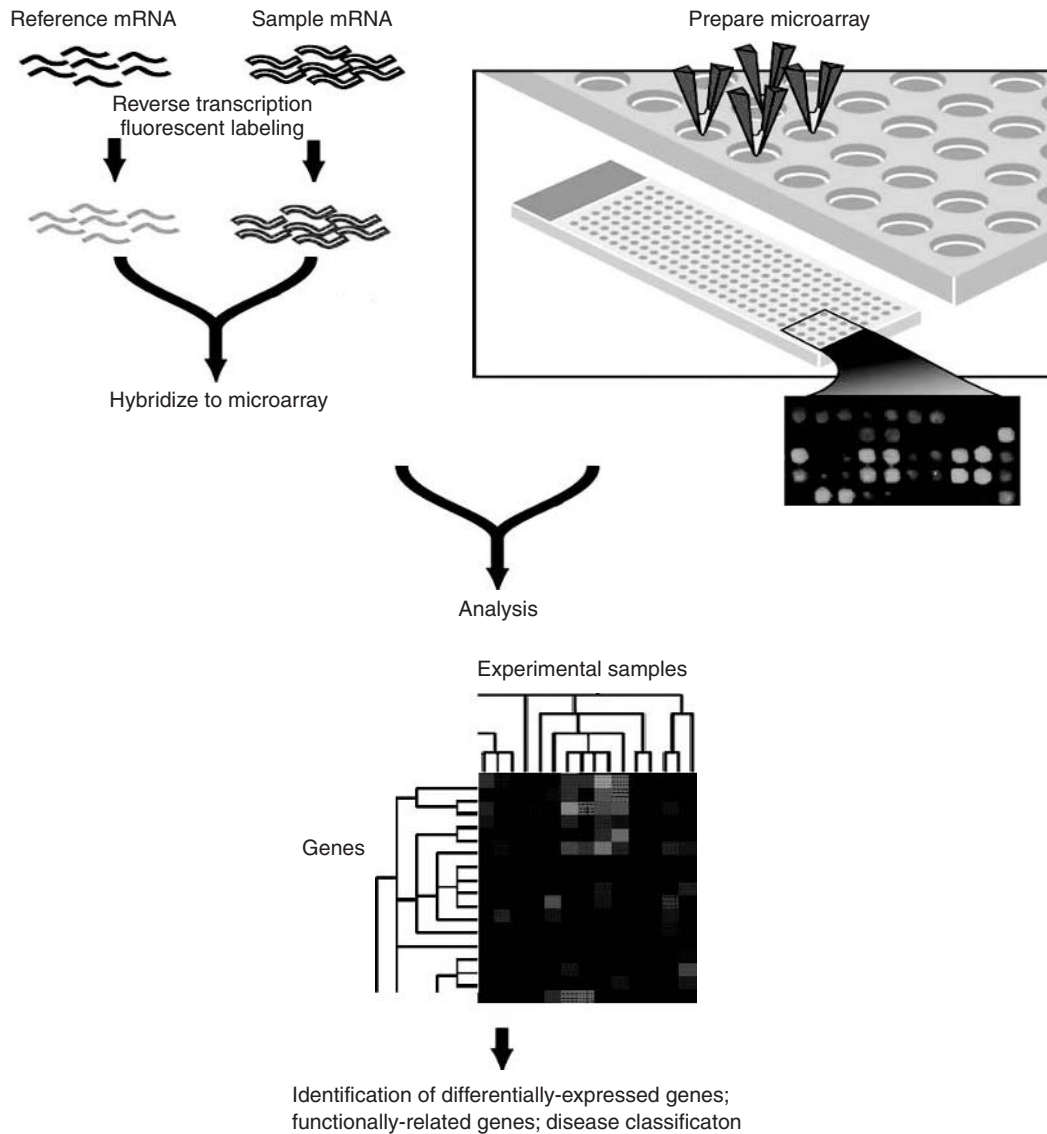 Reference mRNA
Sample mRNA
Prepare microarray
Reverse transcription
fluorescent labeling
Hybridize to microarray
Analysis
Experimental samples
Genes
Identification of differentially-expressed genes;
functionally-related genes; disease classificaton